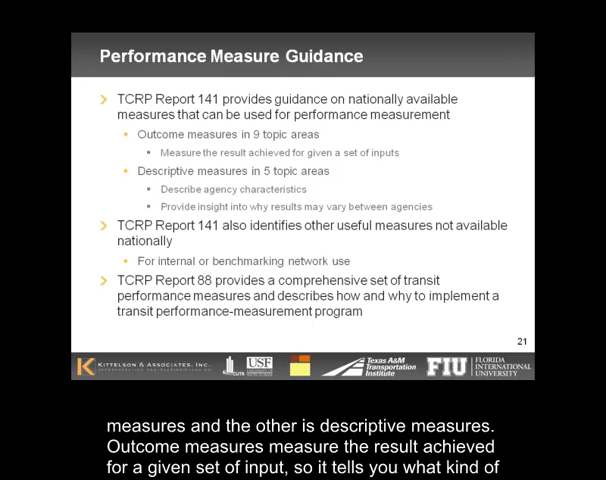 Performance Measure Guidance
TCRP Report 141 provides guidance on nationally available
measures that can be used for performance measurement
Outcome measures in 9 topic areas
Measure the result achieved for given a set of inputs
Descriptive measures in 5 topic areas
Describe agency characteristics
Provide insight into why results may vary between agencies
TCRP Report 141 also identifies other useful measures not available
nationally
For internal or benchmarking network use
TCRP Report 88 provides a comprehensive set of transit
performance measures and describes how and why to implement a
transit performance-measurement program
21
KITTELSON & ASSOCIATES, INC.
CUTR
USF
Texas A&M
Transportation
Institute
FIU
FLORIDA
INTERNATIONAL
UNIVERSITY
measures and the other is descriptive measures.
Outcome measures measure the result achieved
for a given set of input, so it tells you what kind of